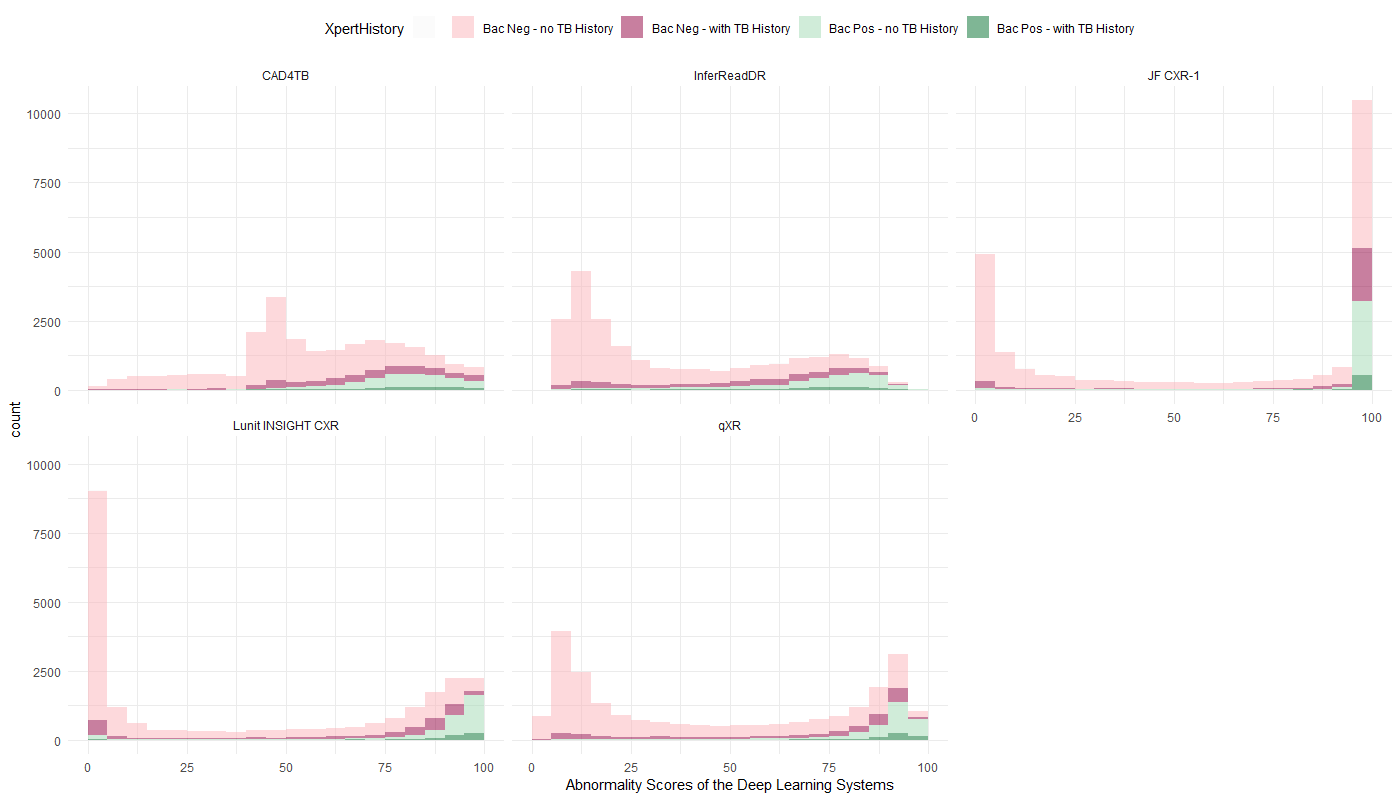 XpertHistory Bac Neg - no TB History Bac Neg - with TB History Bac Pos - no TB History Bac Pos - with TB History
CAD4TB InferReadDR JF CXR-1
10000
7500
5000
2500
0
0 25 50 75 100
count
Lunit INSIGHT CXR qXR
10000
7500
5000
2500
0
0 25 50 75 100 0 25 50 75 100
Abnormality Scores of the Deep Learning Systems